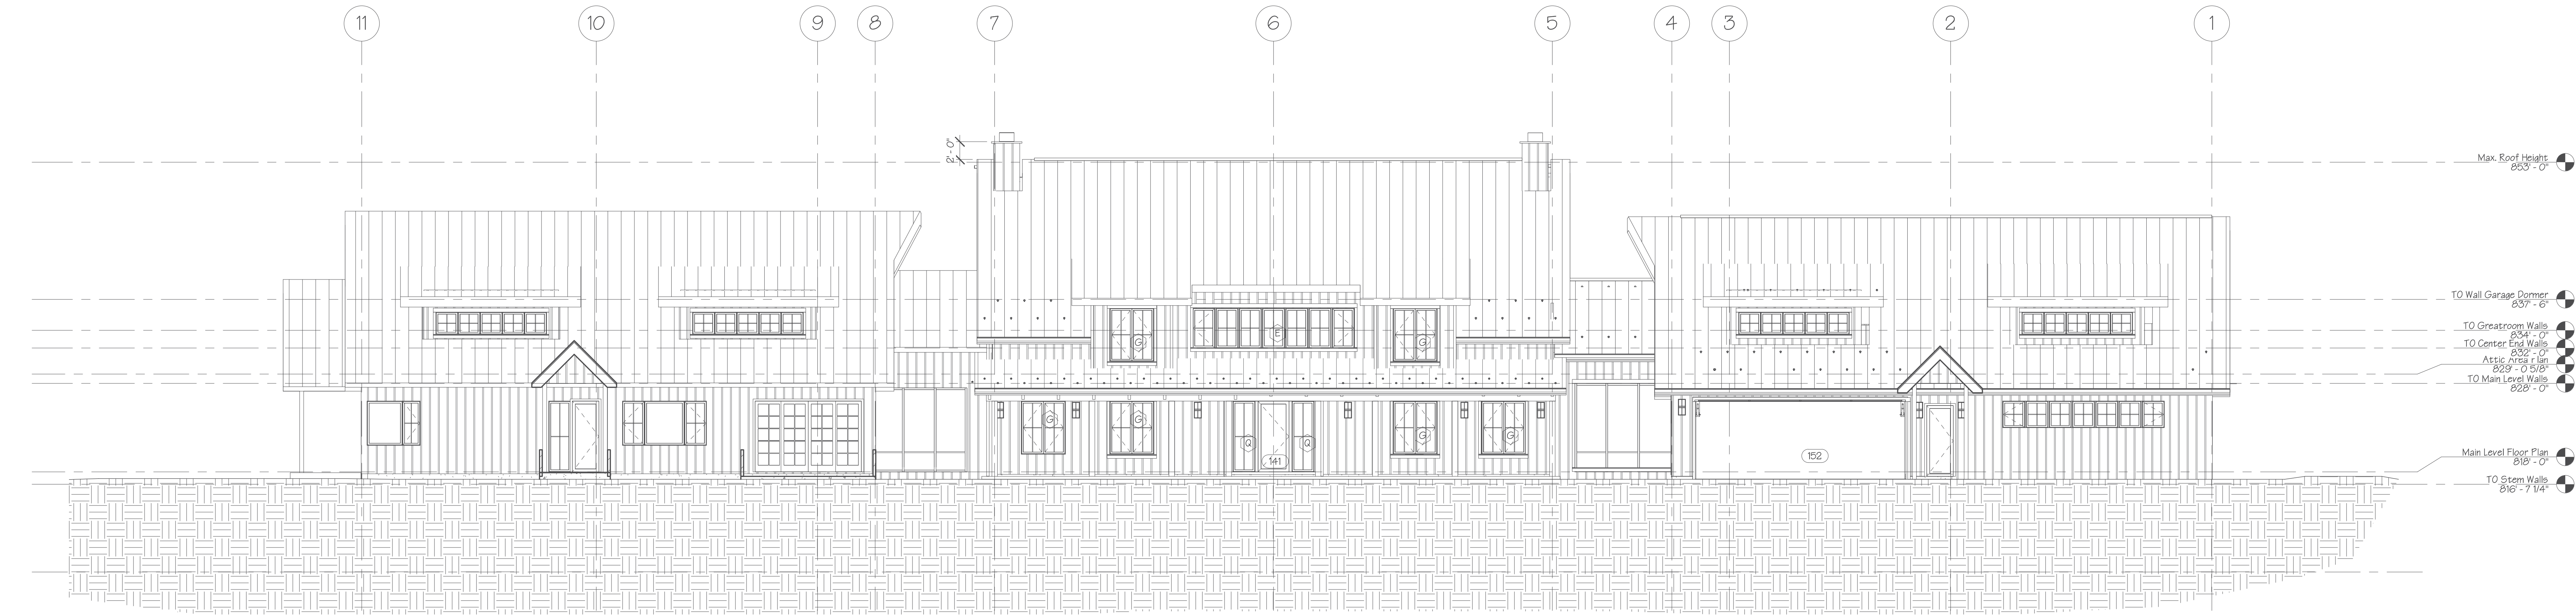 11 10 9 8 7 6 5 4 3 2 1
2' - 0"
Max. Roof Height
853' - 0"
TO Wall Garage Dormer
837' - 6"
TO Greatroom Walls
834' - 0"
TO Center End Walls
832' - 0"
Attic Area Plan
829' - 0 5/8"
TO Main Level Walls
828' - 0"
E
G G
G G G G
Q Q
141
152
Main Level Floor Plan
818' - 0"
TO Stem Walls
816' - 7 1/4"